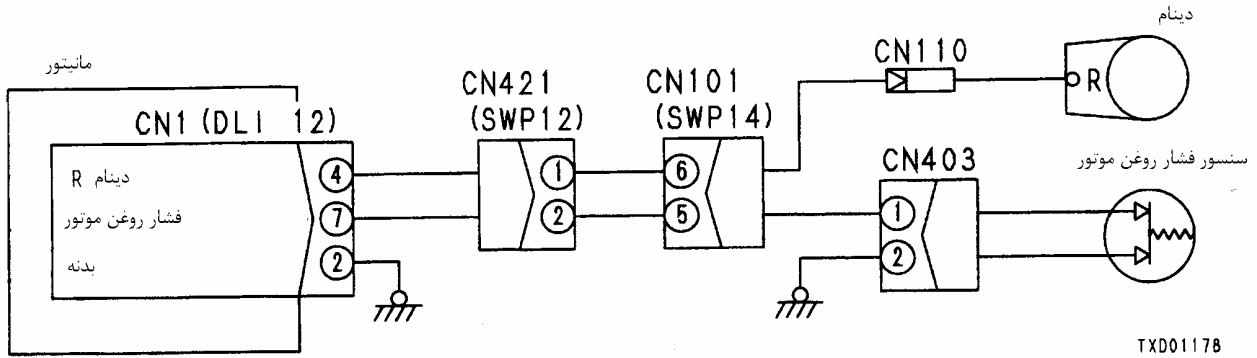 دینام
مانیتور
CN110
CN421
(SWP12)
CN101
(SWP14)
R
CN1 (DLI 12)
CN403
سنسور فشار روغن موتور
دینام R
4
1
6
فشار روغن موتور
7
2
5
1
بدنه
2
2
TXD01178